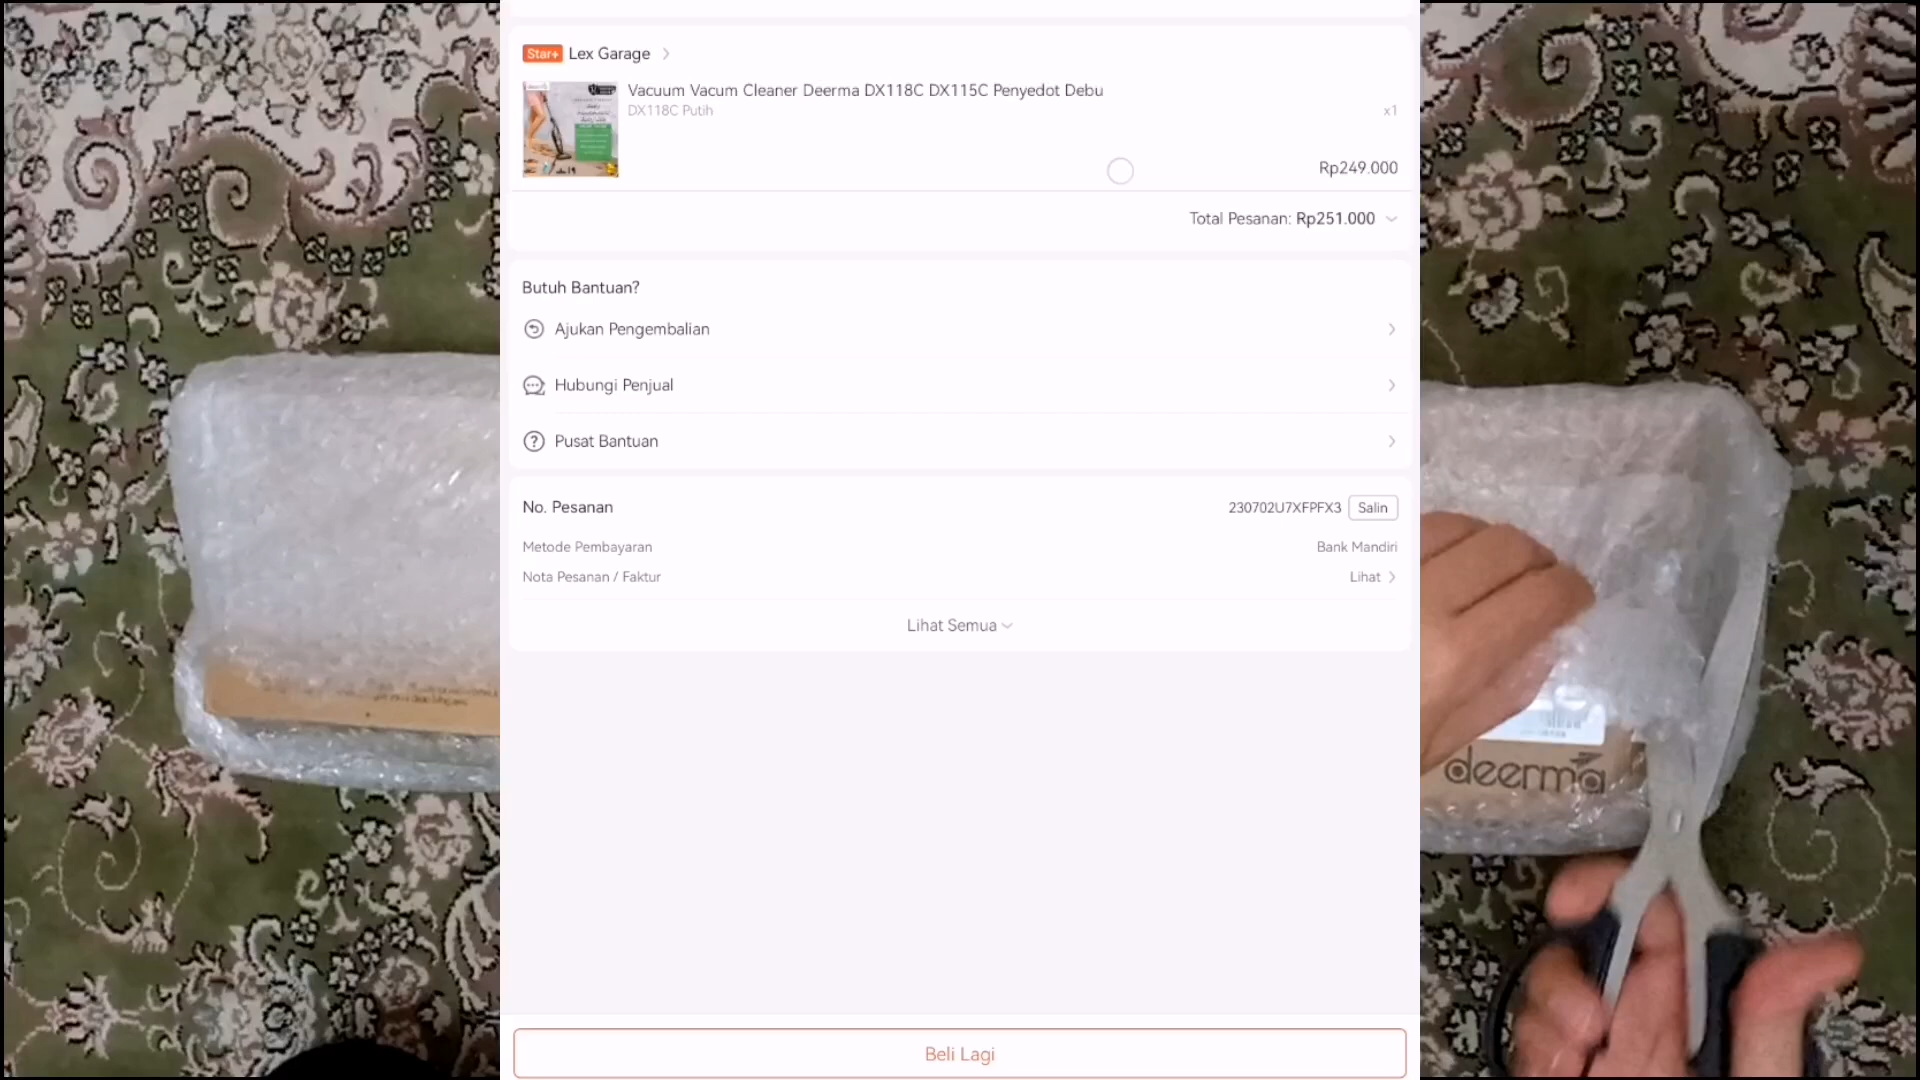 Star+ Lex Garage
Vacuum Vacum Cleaner Deerma DX118C DX115C Penyedot Debu
DX118C Putih
x1
Rp249.000
Total Pesanan: Rp251.000
Butuh Bantuan?
Ajukan Pengembalian
Hubungi Penjual
Pusat Bantuan
No. Pesanan
230702U7XFPFX3 Salin
Metode Pembayaran
Bank Mandiri
Nota Pesanan / Faktur
Lihat
Lihat Semua
Beli Lagi
deerma